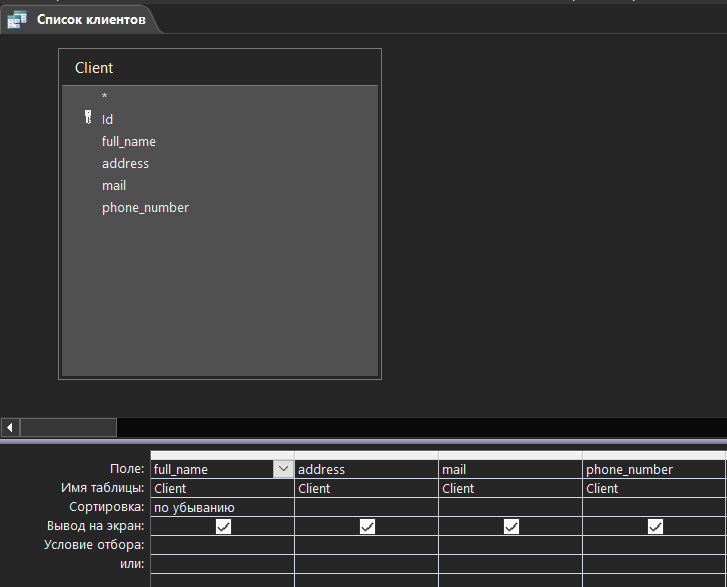 Список клиентов
Client
*
Id
full_name
address
mail
phone_number
Поле: full_name address mail phone_number
Имя таблицы: Client Client Client Client
Сортировка: по убыванию
Вывод на экран:
Условие отбора:
или: